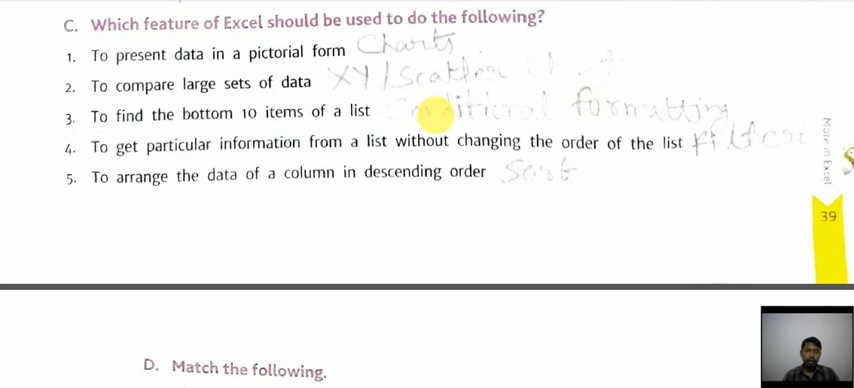 C. Which feature of Excel should be used to do the following?
1. To present data in a pictorial form Charts
2. To compare large sets of data XY/Scatter
3. To find the bottom 10 items of a list Conditional formatting
4. To get particular information from a list without changing the order of the list Filter
5. To arrange the data of a column in descending order Sort
More in Excel
39
D. Match the following.